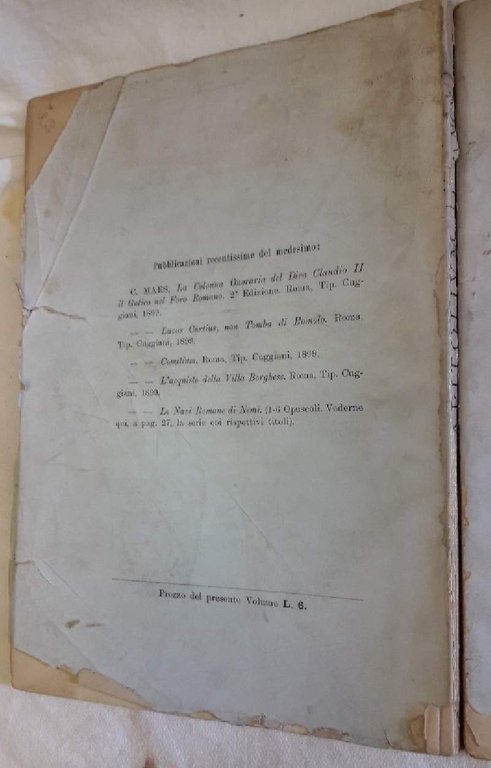 Pubblicazioni recentissime del medesimo:
C. MAES, La Colonna Onoraria del Divo Claudio II
il Gotico nel Foro Romano. 2ª Edizione. Roma, Tip. Cug-
giani, 1899.
— — Lacus Curtius, non Tomba di Romolo. Roma,
Tip. Cuggiani, 1899.
— — Comitium. Roma, Tip. Cuggiani, 1899.
— — L'acquisto della Villa Borghese. Roma, Tip. Cug-
giani, 1899.
— — Le Navi Romane di Nemi. (1-6 Opuscoli. Vederne
qui, a pag. 27, la serie coi rispettivi titoli).
Prezzo del presente Volume L. 6.